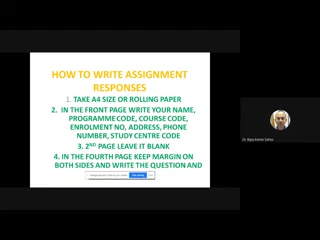 HOW TO WRITE ASSIGNMENT
RESPONSES
1. TAKE A4 SIZE OR ROLLING PAPER
2. IN THE FRONT PAGE WRITE YOUR NAME,
PROGRAMME CODE, COURSE CODE,
ENROLMENT NO, ADDRESS, PHONE
NUMBER, STUDY CENTRE CODE
3. 2ND PAGE LEAVE IT BLANK
4. IN THE FOURTH PAGE KEEP MARGIN ON
BOTH SIDES AND WRITE THE QUESTION AND